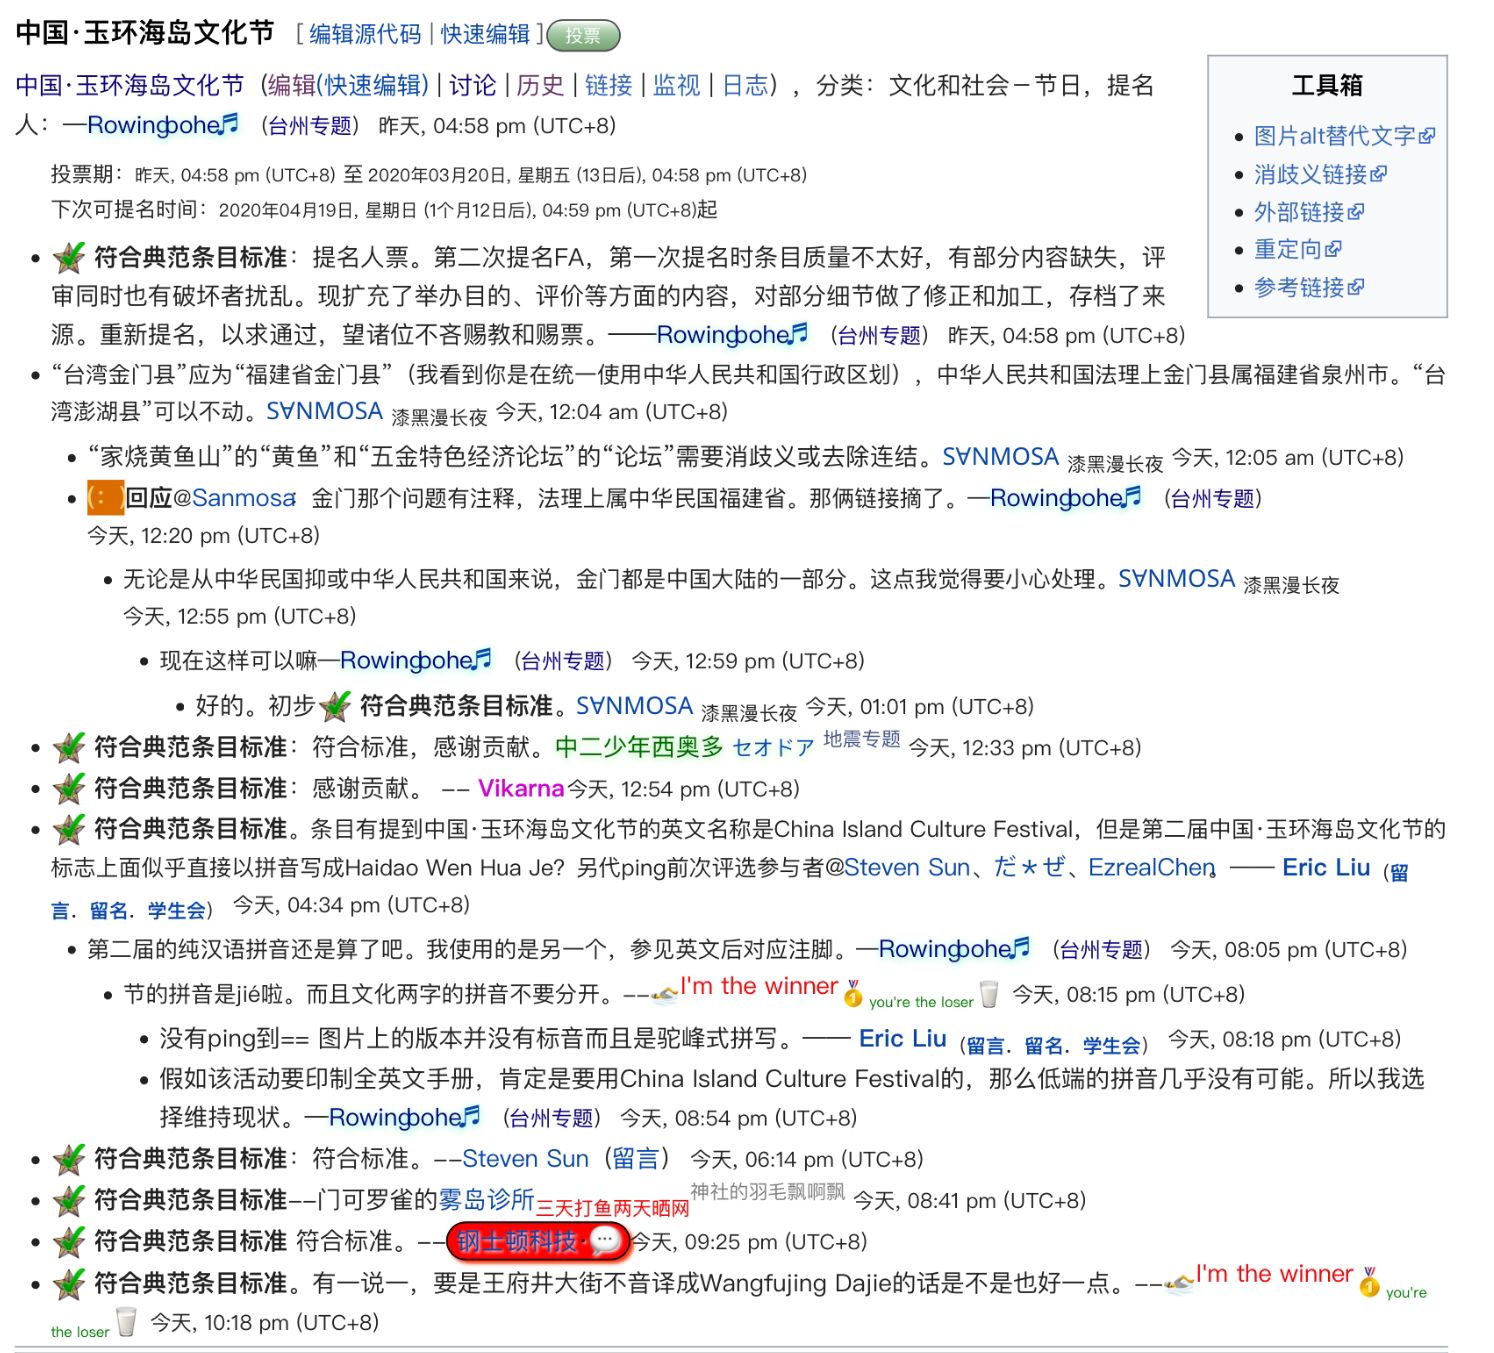 中国·玉环海岛文化节 [ 编辑源代码 | 快速编辑 ] 投票
中国·玉环海岛文化节（编辑(快速编辑) | 讨论 | 历史 | 链接 | 监视 | 日志），分类：文化和社会－节日，提名
人：—Rowingbohe♬（台州专题） 昨天, 04:58 pm (UTC+8)
工具箱
图片alt替代文字
消歧义链接
外部链接
重定向
参考链接
投票期：昨天, 04:58 pm (UTC+8) 至 2020年03月20日, 星期五 (13日后), 04:58 pm (UTC+8)
下次可提名时间：2020年04月19日, 星期日 (1个月12日后), 04:59 pm (UTC+8)起
符合典范条目标准：提名人票。第二次提名FA，第一次提名时条目质量不太好，有部分内容缺失，评
审同时也有破坏者扰乱。现扩充了举办目的、评价等方面的内容，对部分细节做了修正和加工，存档了来
源。重新提名，以求通过，望诸位不吝赐教和赐票。——Rowingbohe♬（台州专题） 昨天, 04:58 pm (UTC+8)
“台湾金门县”应为“福建省金门县”（我看到你是在统一使用中华人民共和国行政区划），中华人民共和国法理上金门县属福建省泉州市。“台
湾澎湖县”可以不动。S∀NMOSA 漆黑漫长夜 今天, 12:04 am (UTC+8)
“家烧黄鱼山”的“黄鱼”和“五金特色经济论坛”的“论坛”需要消歧义或去除连结。S∀NMOSA 漆黑漫长夜 今天, 12:05 am (UTC+8)
(：)回应@Sanmosa：金门那个问题有注释，法理上属中华民国福建省。那俩链接摘了。—Rowingbohe♬（台州专题）
今天, 12:20 pm (UTC+8)
无论是从中华民国抑或中华人民共和国来说，金门都是中国大陆的一部分。这点我觉得要小心处理。S∀NMOSA 漆黑漫长夜
今天, 12:55 pm (UTC+8)
现在这样可以嘛—Rowingbohe♬（台州专题） 今天, 12:59 pm (UTC+8)
好的。初步 符合典范条目标准。S∀NMOSA 漆黑漫长夜 今天, 01:01 pm (UTC+8)
符合典范条目标准：符合标准，感谢贡献。中二少年西奥多 セオドア 地震专题 今天, 12:33 pm (UTC+8)
符合典范条目标准：感谢贡献。 -- Vikarna今天, 12:54 pm (UTC+8)
符合典范条目标准。条目有提到中国·玉环海岛文化节的英文名称是China Island Culture Festival，但是第二届中国·玉环海岛文化节的
标志上面似乎直接以拼音写成Haidao Wen Hua Je？另代ping前次评选参与者@Steven Sun、だ＊ぜ、EzrealChen。 —— Eric Liu（留
言．留名．学生会） 今天, 04:34 pm (UTC+8)
第二届的纯汉语拼音还是算了吧。我使用的是另一个，参见英文后对应注脚。—Rowingbohe♬（台州专题） 今天, 08:05 pm (UTC+8)
节的拼音是jié啦。而且文化两字的拼音不要分开。--🏊I'm the winner🥇you're the loser🥛 今天, 08:15 pm (UTC+8)
没有ping到== 图片上的版本并没有标音而且是驼峰式拼写。—— Eric Liu（留言．留名．学生会） 今天, 08:18 pm (UTC+8)
假如该活动要印制全英文手册，肯定是要用China Island Culture Festival的，那么低端的拼音几乎没有可能。所以我选
择维持现状。—Rowingbohe♬（台州专题） 今天, 08:54 pm (UTC+8)
符合典范条目标准：符合标准。--Steven Sun（留言） 今天, 06:14 pm (UTC+8)
符合典范条目标准--门可罗雀的雾岛诊所三天打鱼两天晒网神社的羽毛飘啊飘 今天, 08:41 pm (UTC+8)
符合典范条目标准 符合标准。--钢士顿科技·💬今天, 09:25 pm (UTC+8)
符合典范条目标准。有一说一，要是王府井大街不音译成Wangfujing Dajie的话是不是也好一点。--🏊I'm the winner🥇you're
the loser🥛 今天, 10:18 pm (UTC+8)